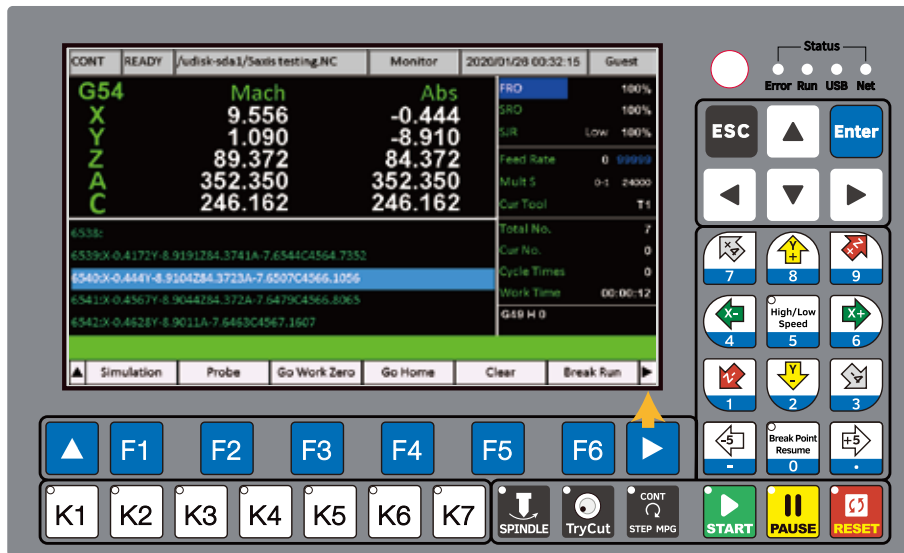 CONT READY /udisk-sda1/5axis testing.NC Monitor 2020/01/28 00:32:15 Guest
Status
Error Run USB Net
G54 Mach Abs
X 9.556 -0.444
Y 1.090 -8.910
Z 89.372 84.372
A 352.350 352.350
C 246.162 246.162
FRO 100%
SRO 100%
SJR Low 100%
Feed Rate 0 99999
Mult S 0-1 24000
Cur Tool T1
Total No. 7
Cur No. 0
Cycle Times 0
Work Time 00:00:12
G49 H 0
6538:
6539:X-0.4172Y-8.9191Z84.3741A-7.6544C4564.7352
6540:X-0.444Y-8.9104Z84.3723A-7.6507C4566.1056
6541:X-0.4567Y-8.9044Z84.372A-7.6479C4566.8065
6542:X-0.4628Y-8.9011A-7.6463C4567.1607
Simulation Probe Go Work Zero Go Home Clear Break Run
ESC Enter
7
Y+
8
9
X-
4
High/Low
Speed
5
X+
6
1
Y-
2
3
-5
-
Break Point
Resume
0
+5
.
F1 F2 F3 F4 F5 F6
K1 K2 K3 K4 K5 K6 K7
SPINDLE
TryCut
CONT
STEP MPG
START
PAUSE
RESET